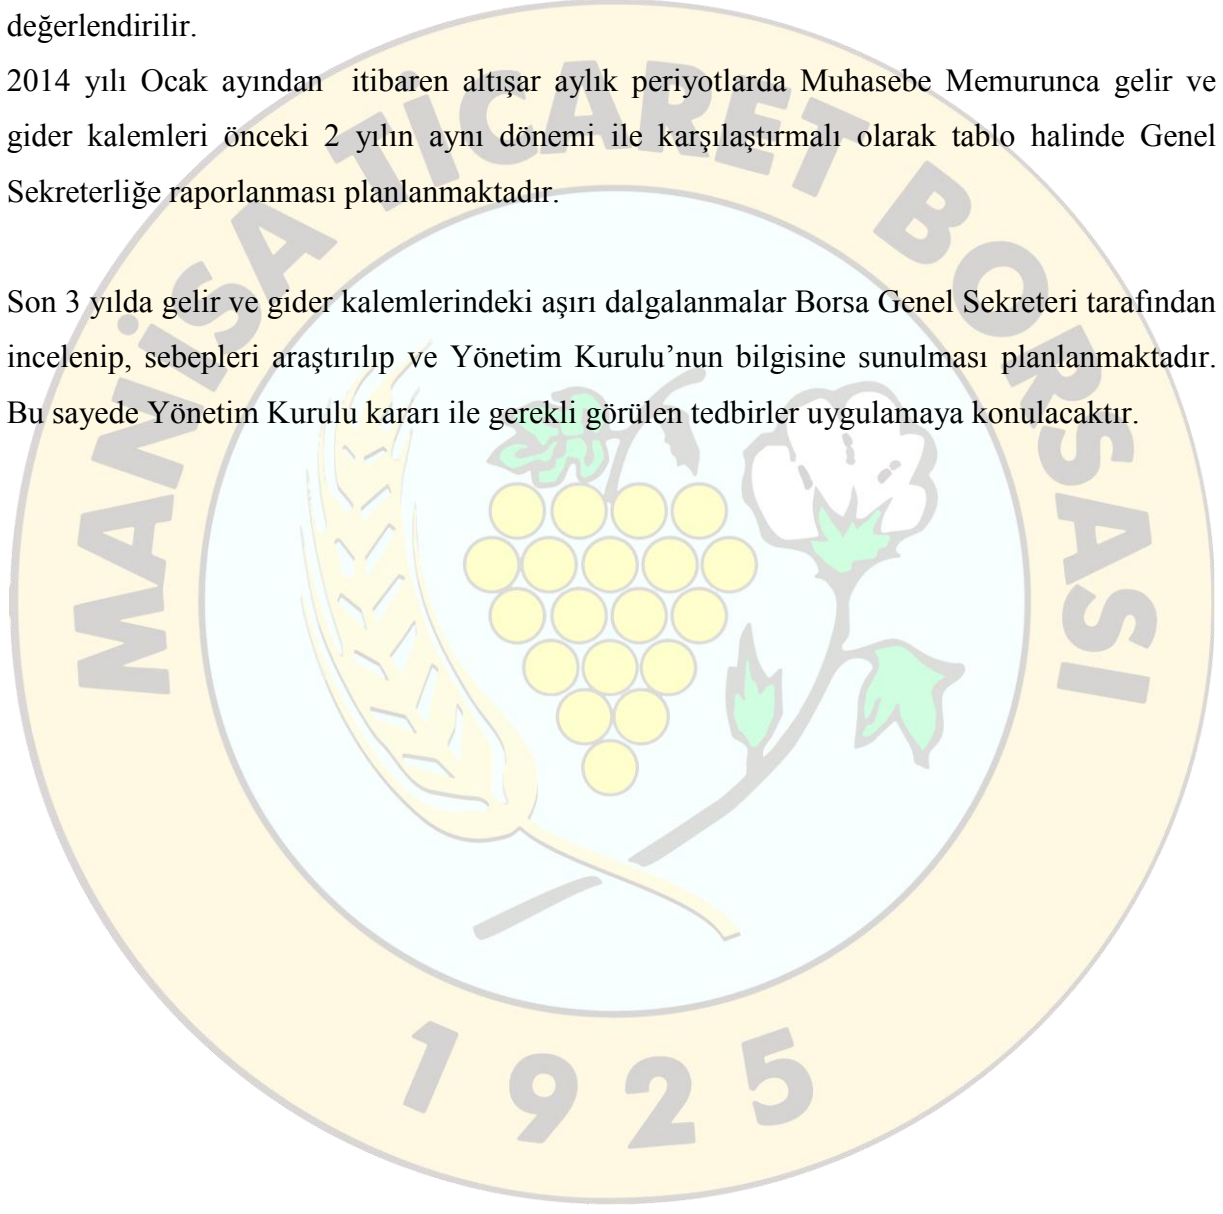 değerlendirilir.
2014 yılı Ocak ayından itibaren altışar aylık periyotlarda Muhasebe Memurunca gelir ve
gider kalemleri önceki 2 yılın aynı dönemi ile karşılaştırmalı olarak tablo halinde Genel
Sekreterliğe raporlanması planlanmaktadır.
Son 3 yılda gelir ve gider kalemlerindeki aşırı dalgalanmalar Borsa Genel Sekreteri tarafından
incelenip, sebepleri araştırılıp ve Yönetim Kurulu’nun bilgisine sunulması planlanmaktadır.
Bu sayede Yönetim Kurulu kararı ile gerekli görülen tedbirler uygulamaya konulacaktır.
MANİSA TİCARET BORSASI
1925